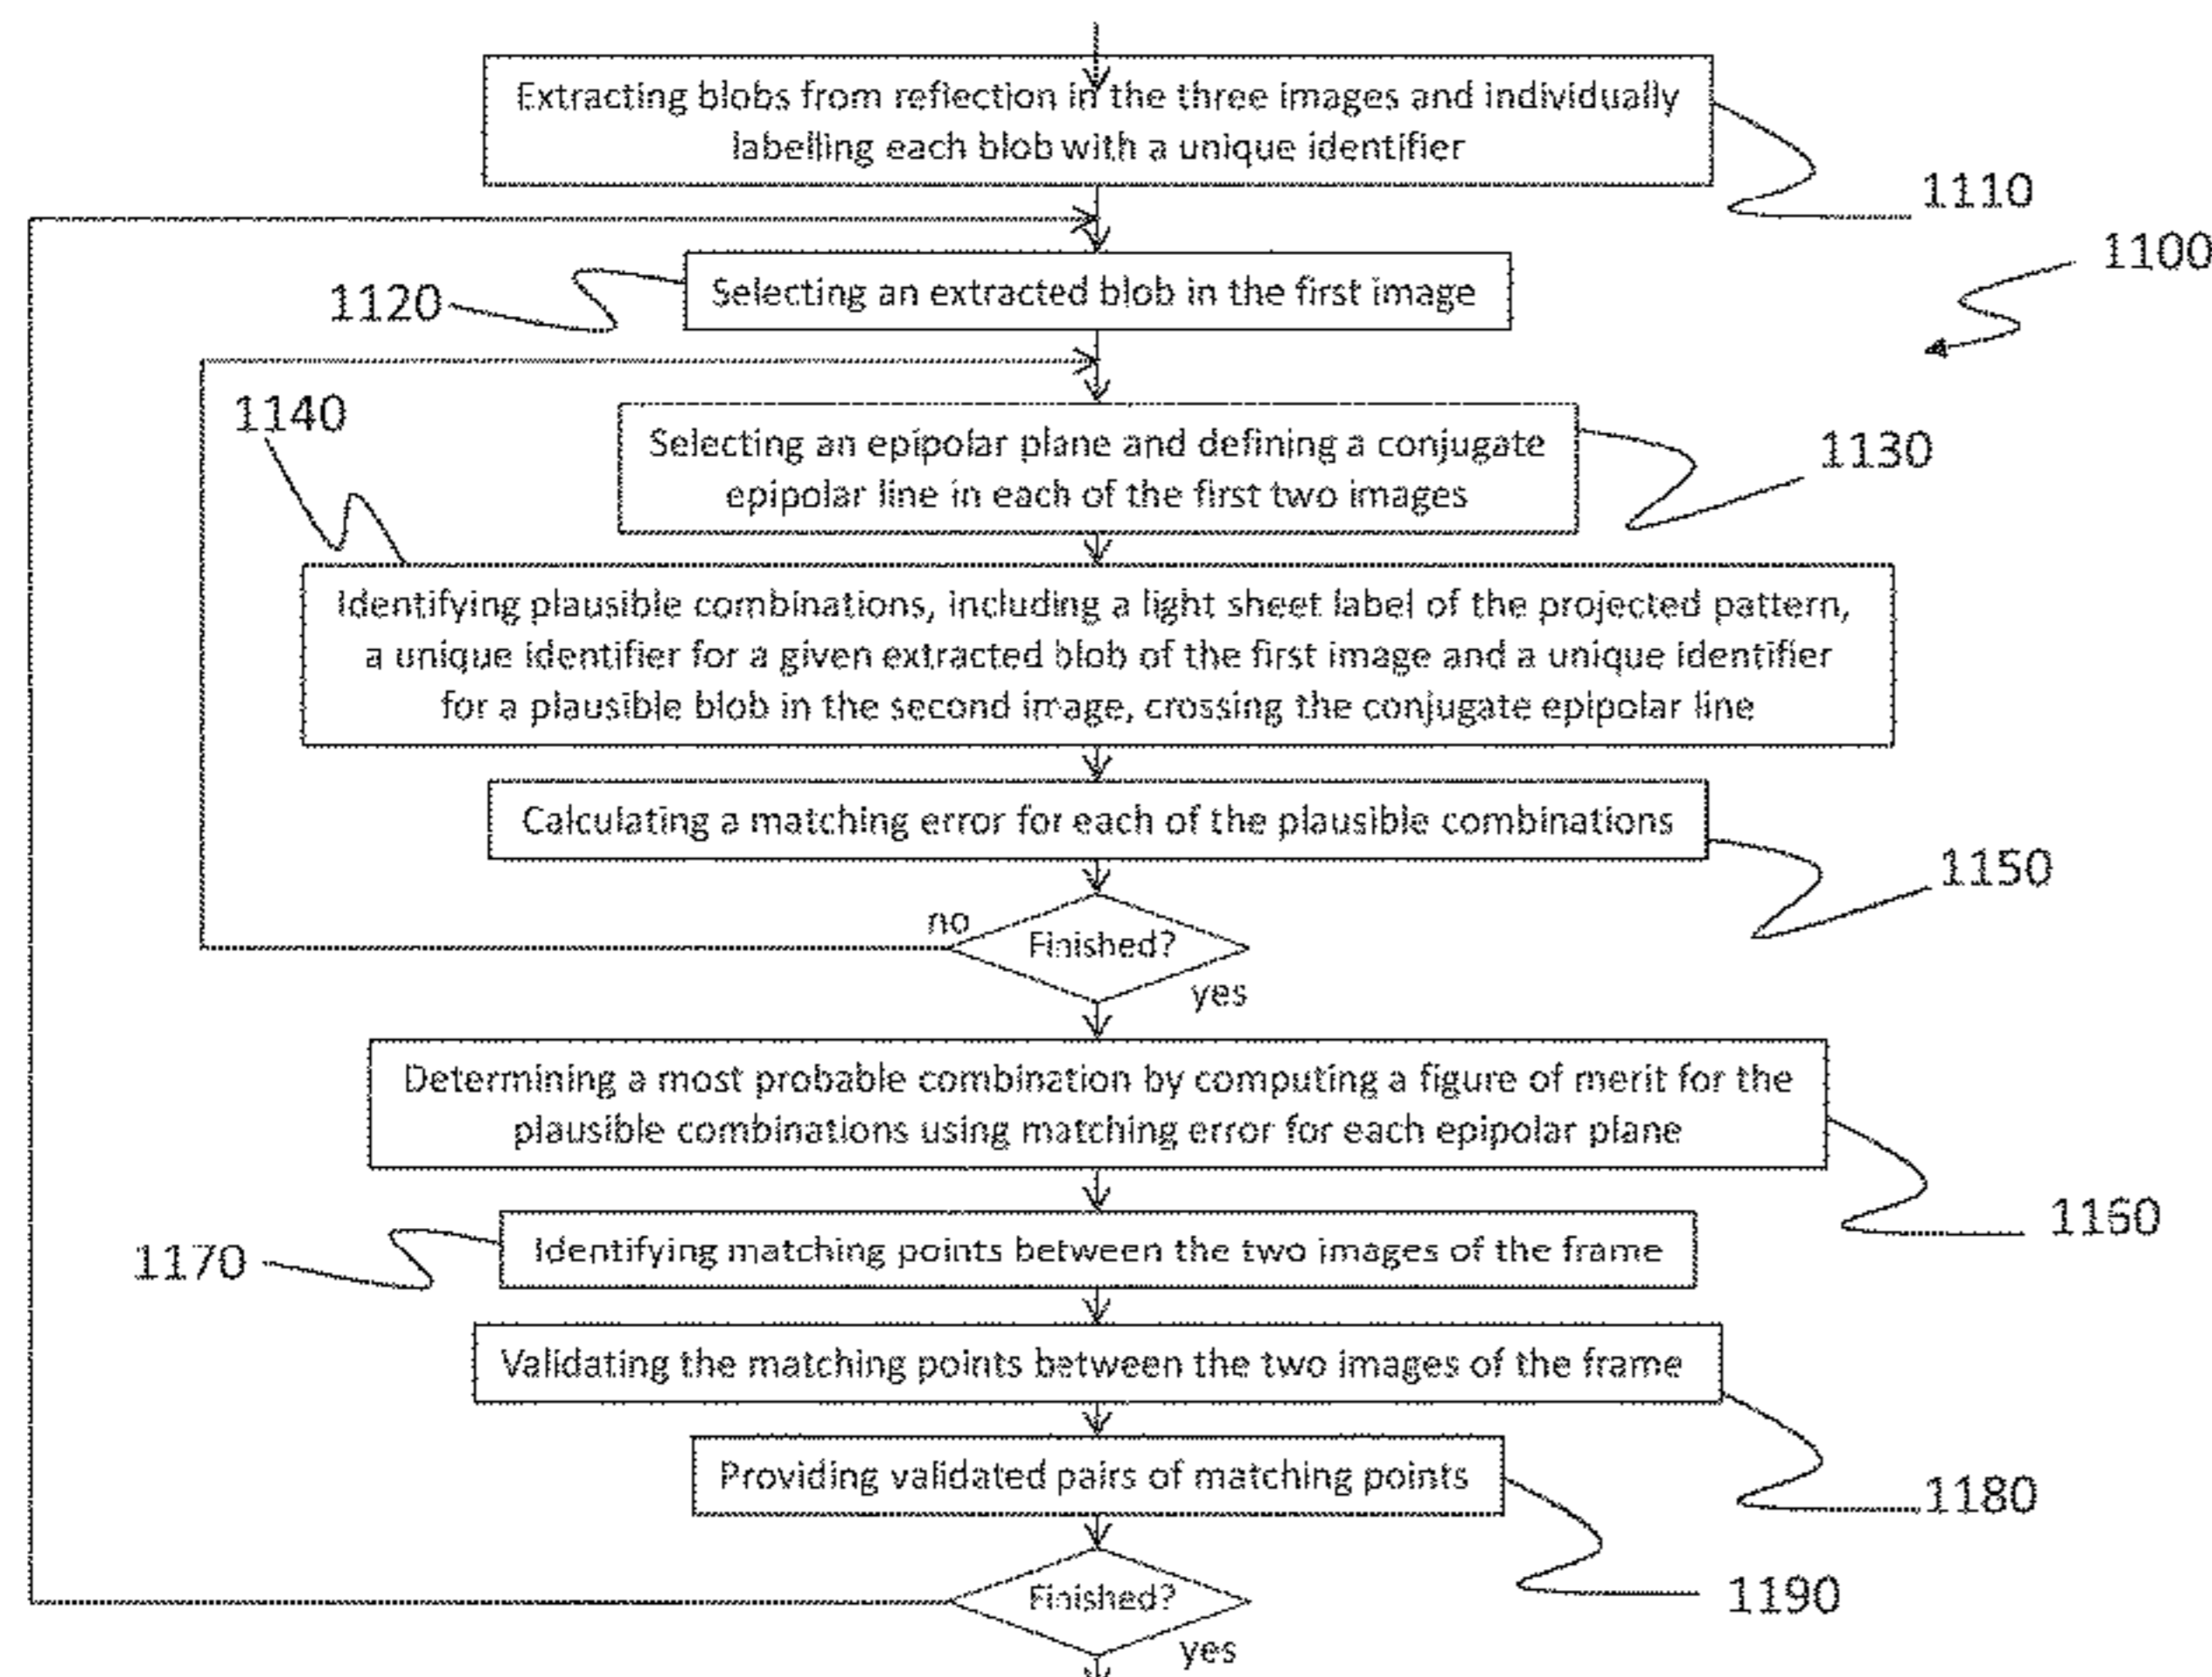 Extracting blobs from reflection in the three images and individually
labelling each blob with a unique identifier
1110
1100
Selecting an extracted blob in the first image
1120
1140
Selecting an epipolar plane and defining a conjugate
epipolar line in each of the first two images
1130
Identifying plausible combinations, including a light sheet label of the projected pattern,
a unique identifier for a given extracted blob of the first image and a unique identifier
for a plausible blob in the second image, crossing the conjugate epipolar line
Calculating a matching error for each of the plausible combinations
1150
no
Finished?
yes
Determining a most probable combination by computing a figure of merit for the
plausible combinations using matching error for each epipolar plane
1160
1170
Identifying matching points between the two images of the frame
Validating the matching points between the two images of the frame
1180
Providing validated pairs of matching points
1190
Finished?
yes